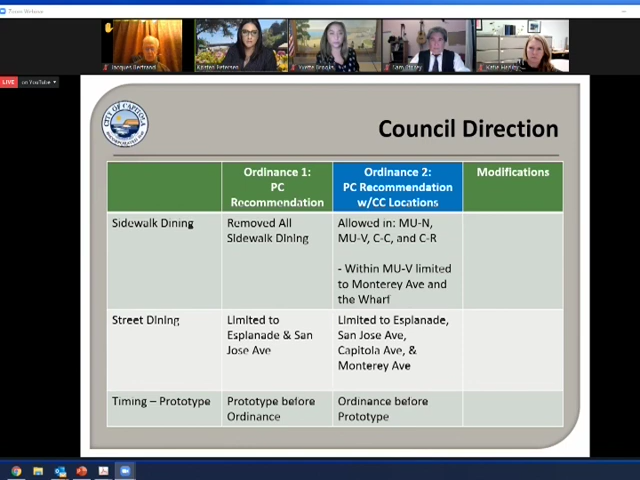 Zoom Webinar
Jacques Bertrand
Kristen Petersen
Yvette Brooks
Sam Storey
Katie Herlihy
LIVE on YouTube
CITY OF CAPITOLA
Council Direction
Ordinance 1:
PC
Recommendation
Ordinance 2:
PC Recommendation
w/CC Locations
Modifications
Sidewalk Dining
Removed All
Sidewalk Dining
Allowed in: MU-N,
MU-V, C-C, and C-R
- Within MU-V limited
to Monterey Ave and
the Wharf
Street Dining
Limited to
Esplanade & San
Jose Ave
Limited to Esplanade,
San Jose Ave,
Capitola Ave, &
Monterey Ave
Timing – Prototype
Prototype before
Ordinance
Ordinance before
Prototype